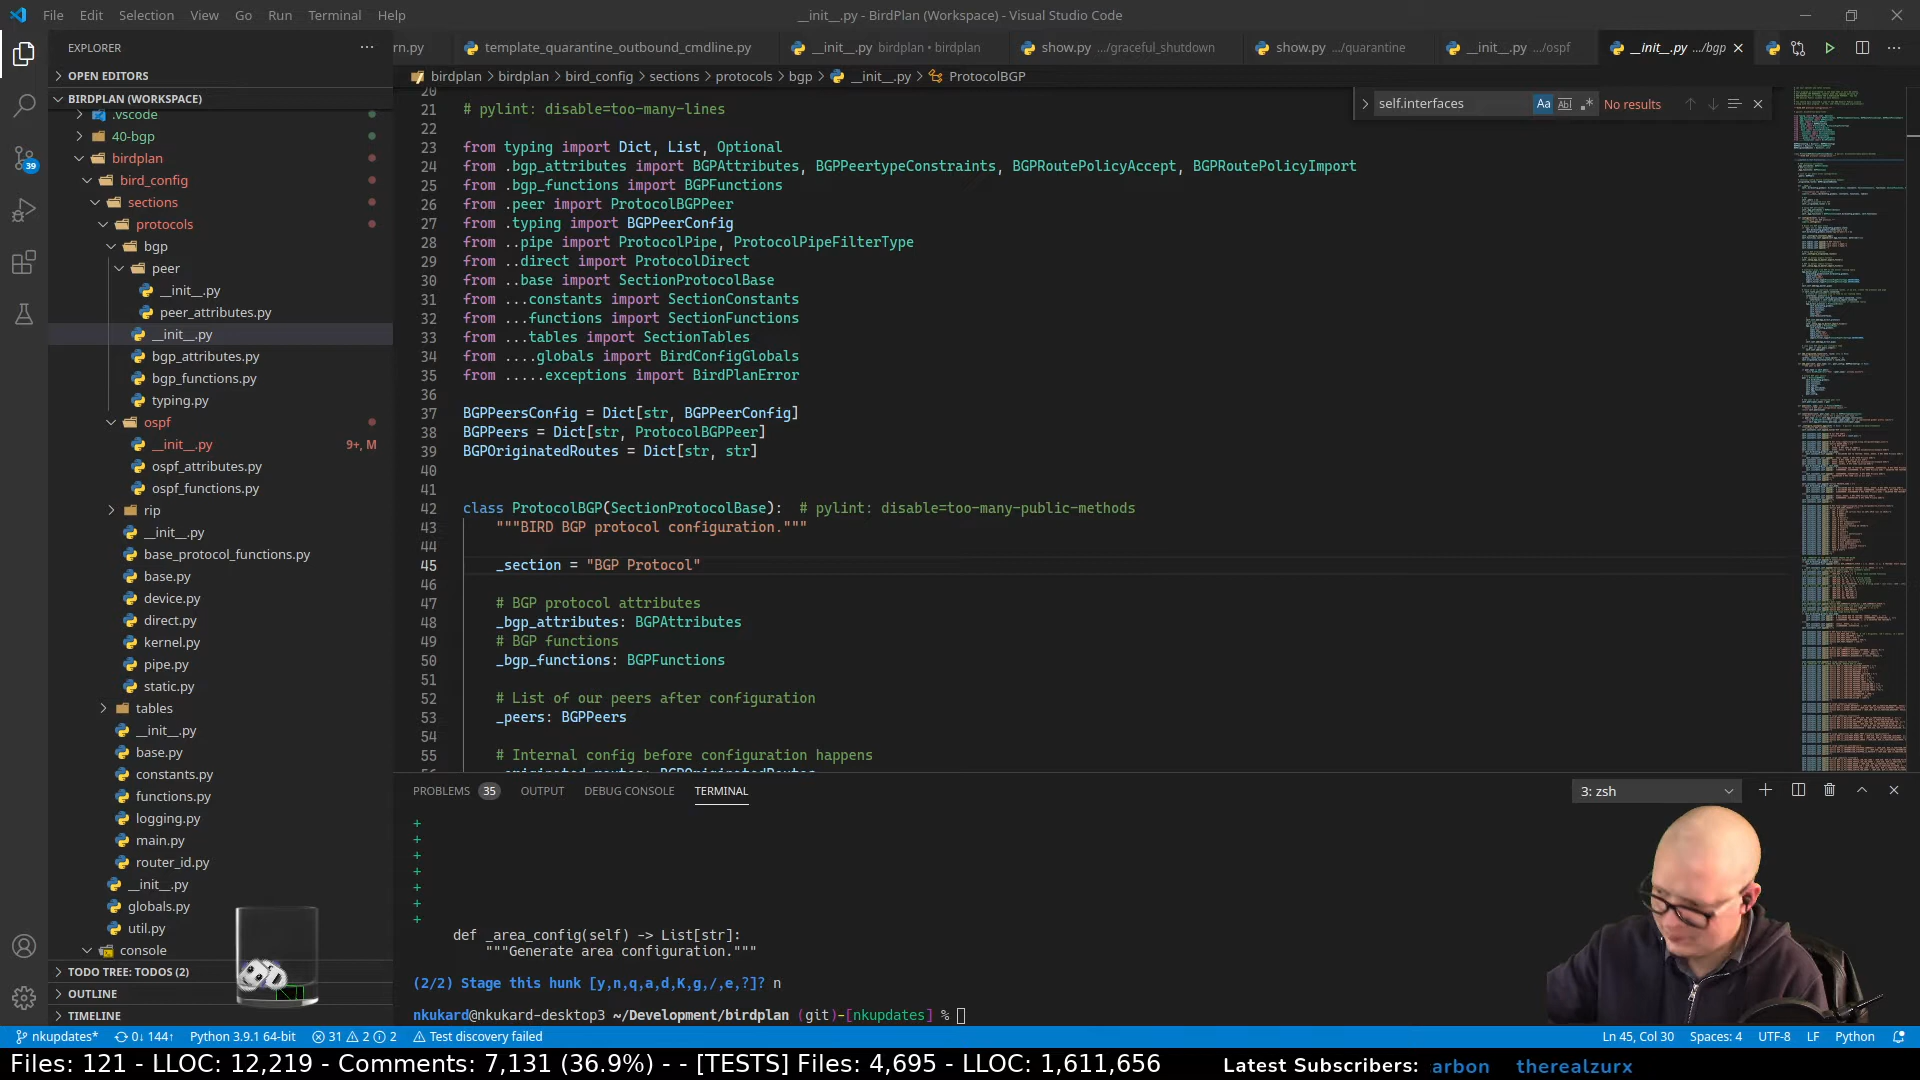 File Edit Selection View Go Run Terminal Help
__init__.py - BirdPlan (Workspace) - Visual Studio Code
EXPLORER
OPEN EDITORS
BIRDPLAN (WORKSPACE)
.vscode
40-bgp
birdplan
bird_config
sections
protocols
bgp
peer
__init__.py
peer_attributes.py
__init__.py
bgp_attributes.py
bgp_functions.py
typing.py
ospf
__init__.py 9+, M
ospf_attributes.py
ospf_functions.py
rip
__init__.py
base_protocol_functions.py
base.py
device.py
direct.py
kernel.py
pipe.py
static.py
tables
__init__.py
base.py
constants.py
functions.py
logging.py
main.py
router_id.py
__init__.py
globals.py
util.py
console
TODO TREE: TODOS (2)
OUTLINE
TIMELINE
39
rn.py template_quarantine_outbound_cmdline.py __init__.py birdplan • birdplan show.py .../graceful_shutdown show.py .../quarantine __init__.py .../ospf __init__.py .../bgp
birdplan > birdplan > bird_config > sections > protocols > bgp > __init__.py > ProtocolBGP
self.interfaces Aa Abl .* No results
20
21 # pylint: disable=too-many-lines
22
23 from typing import Dict, List, Optional
24 from .bgp_attributes import BGPAttributes, BGPPeertypeConstraints, BGPRoutePolicyAccept, BGPRoutePolicyImport
25 from .bgp_functions import BGPFunctions
26 from .peer import ProtocolBGPPeer
27 from .typing import BGPPeerConfig
28 from ..pipe import ProtocolPipe, ProtocolPipeFilterType
29 from ..direct import ProtocolDirect
30 from ..base import SectionProtocolBase
31 from ...constants import SectionConstants
32 from ...functions import SectionFunctions
33 from ...tables import SectionTables
34 from ....globals import BirdConfigGlobals
35 from .....exceptions import BirdPlanError
36
37 BGPPeersConfig = Dict[str, BGPPeerConfig]
38 BGPPeers = Dict[str, ProtocolBGPPeer]
39 BGPOriginatedRoutes = Dict[str, str]
40
41
42 class ProtocolBGP(SectionProtocolBase):  # pylint: disable=too-many-public-methods
43 """BIRD BGP protocol configuration."""
44
45 _section = "BGP Protocol"
46
47 # BGP protocol attributes
48 _bgp_attributes: BGPAttributes
49 # BGP functions
50 _bgp_functions: BGPFunctions
51
52 # List of our peers after configuration
53 _peers: BGPPeers
54
55 # Internal config before configuration happens
PROBLEMS 35 OUTPUT DEBUG CONSOLE TERMINAL 3: zsh
+
+
+
+
+
+
+
def _area_config(self) -> List[str]:
"""Generate area configuration."""
(2/2) Stage this hunk [y,n,q,a,d,K,g,/,e,?]? n
nkukard@nkukard-desktop3 ~/Development/birdplan (git)-[nkupdates] %
nkupdates* 0↓ 144↑ Python 3.9.1 64-bit 31 2 2 Test discovery failed Ln 45, Col 30 Spaces: 4 UTF-8 LF Python
Files: 121 - LLOC: 12,219 - Comments: 7,131 (36.9%) - - [TESTS] Files: 4,695 - LLOC: 1,611,656 Latest Subscribers: arbon therealzurx